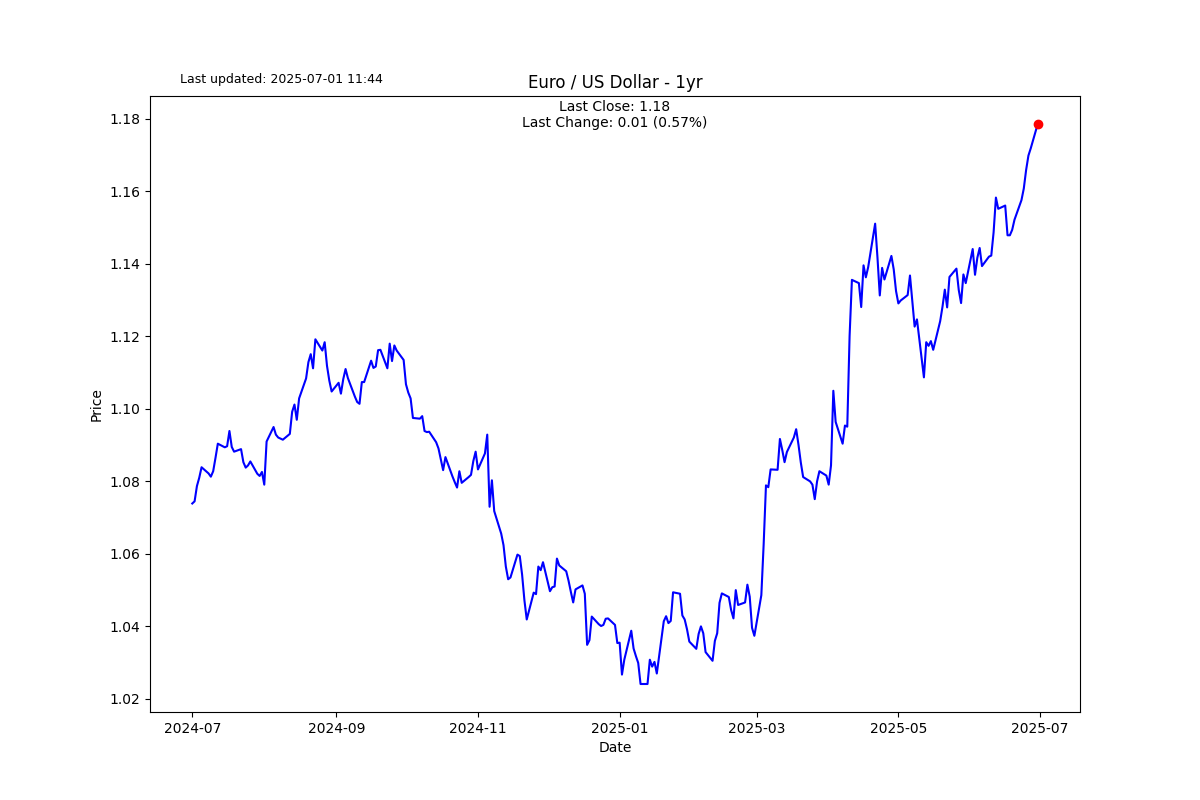 Last updated: 2025-07-01 11:44
Euro / US Dollar - 1yr
Last Close: 1.18
Last Change: 0.01 (0.57%)
1.18
1.16
1.14
1.12
1.10
1.08
1.06
1.04
1.02
Price
2024-07
2024-09
2024-11
2025-01
2025-03
2025-05
2025-07
Date